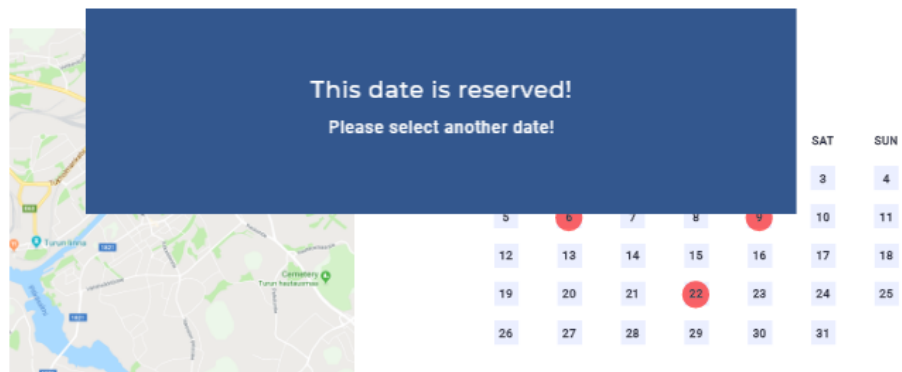 This date is reserved!
Please select another date!
SAT SUN
3 4
5 6 7 8 9 10 11
12 13 14 15 16 17 18
19 20 21 22 23 24 25
26 27 28 29 30 31
Turun linna
1821
Cemetery
Turun hautausmaa
1821